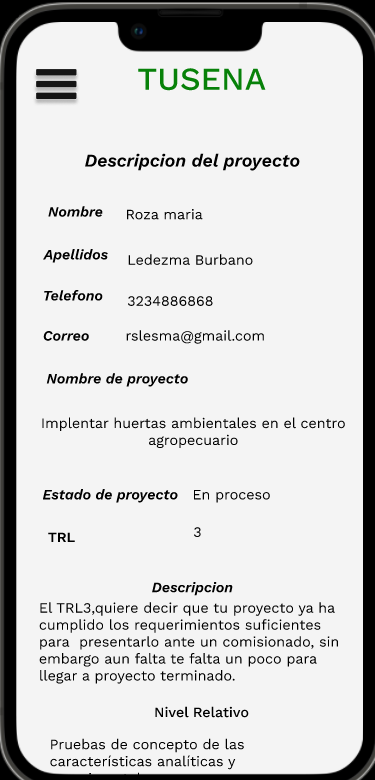 TUSENA
Descripcion del proyecto
Nombre Roza maria
Apellidos Ledezma Burbano
Telefono 3234886868
Correo rslesma@gmail.com
Nombre de proyecto
Implentar huertas ambientales en el centro
agropecuario
Estado de proyecto En proceso
TRL 3
Descripcion
El TRL3,quiere decir que tu proyecto ya ha
cumplido los requerimientos suficientes
para presentarlo ante un comisionado, sin
embargo aun falta te falta un poco para
llegar a proyecto terminado.
Nivel Relativo
Pruebas de concepto de las
características analíticas y